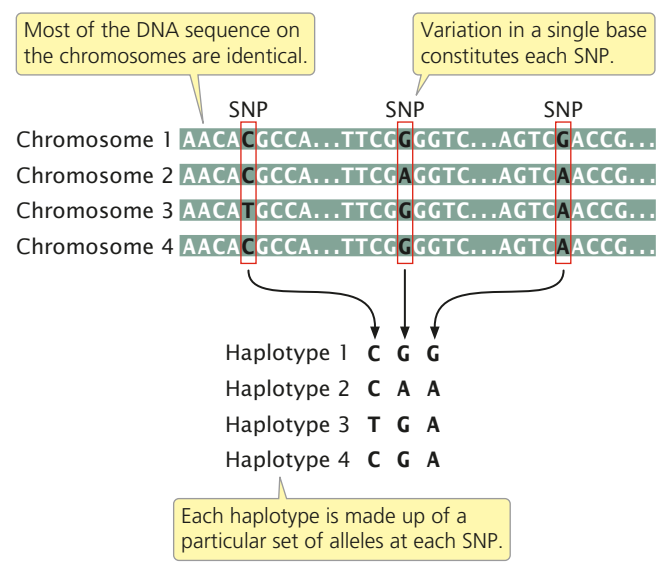 Most of the DNA sequence on
the chromosomes are identical.
Variation in a single base
constitutes each SNP.
SNP SNP SNP
Chromosome 1 AACACGCCA...TTCGGGGTC...AGTCGACCG...
Chromosome 2 AACACGCCA...TTCGAGGTC...AGTCAACCG...
Chromosome 3 AACATGCCA...TTCGGGGTC...AGTCAACCG...
Chromosome 4 AACACGCCA...TTCGGGGTC...AGTCAACCG...
Haplotype 1 C G G
Haplotype 2 C A A
Haplotype 3 T G A
Haplotype 4 C G A
Each haplotype is made up of a
particular set of alleles at each SNP.